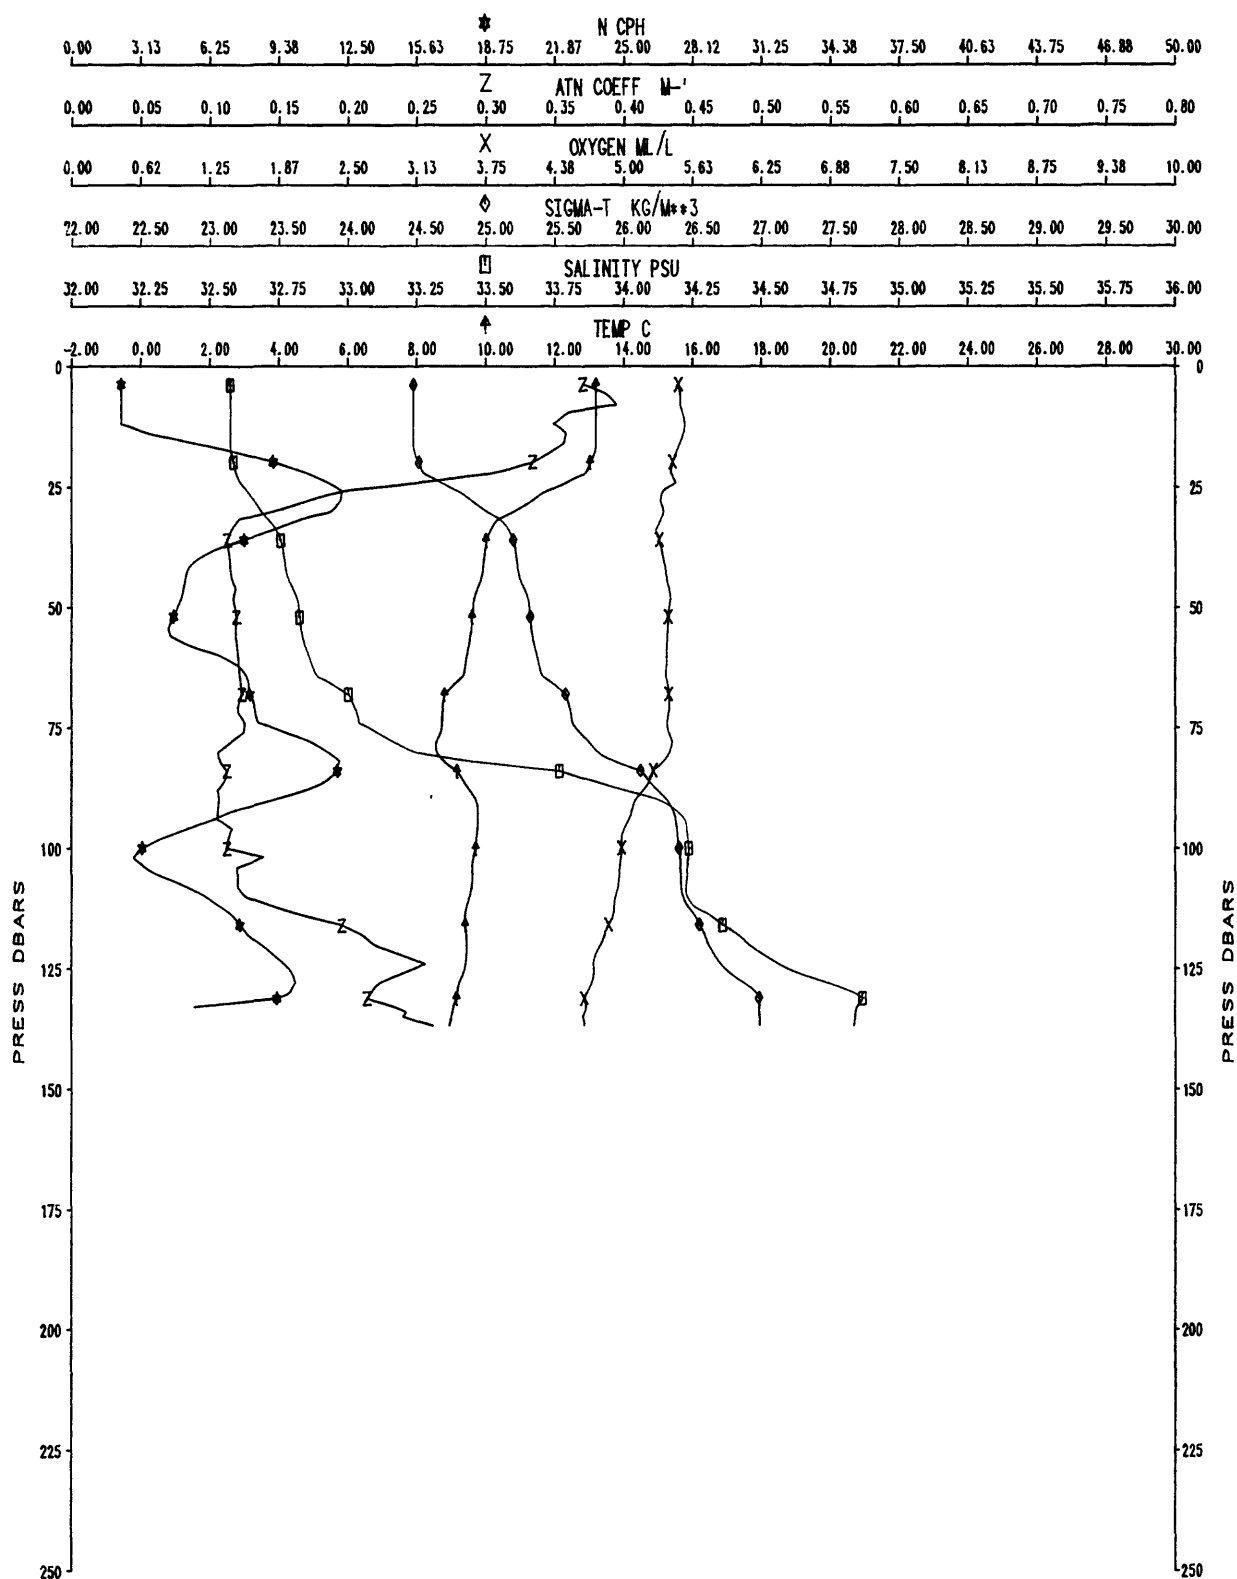 N CPH
0.00 3.13 6.25 9.38 12.50 15.63 18.75 21.87 25.00 28.12 31.25 34.38 37.50 40.63 43.75 46.88 50.00
Z ATN COEFF M-'
0.00 0.05 0.10 0.15 0.20 0.25 0.30 0.35 0.40 0.45 0.50 0.55 0.60 0.65 0.70 0.75 0.80
X OXYGEN ML/L
0.00 0.62 1.25 1.87 2.50 3.13 3.75 4.38 5.00 5.63 6.25 6.88 7.50 8.13 8.75 9.38 10.00
SIGMA-T KG/M**3
22.00 22.50 23.00 23.50 24.00 24.50 25.00 25.50 26.00 26.50 27.00 27.50 28.00 28.50 29.00 29.50 30.00
SALINITY PSU
32.00 32.25 32.50 32.75 33.00 33.25 33.50 33.75 34.00 34.25 34.50 34.75 35.00 35.25 35.50 35.75 36.00
TEMP C
-2.00 0.00 2.00 4.00 6.00 8.00 10.00 12.00 14.00 16.00 18.00 20.00 22.00 24.00 26.00 28.00 30.00
0 0
25 25
50 50
75 75
100 100
125 125
150 150
175 175
200 200
225 225
250 250
PRESS DBARS
PRESS DBARS